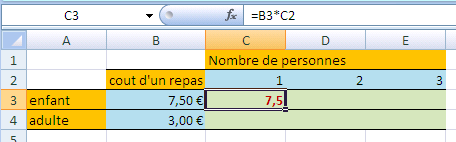 C3 fx =B3*C2
A B C D E
1 Nombre de personnes
2 cout d'un repas 1 2 3
3 enfant 7,50 € 7,5
4 adulte 3,00 €